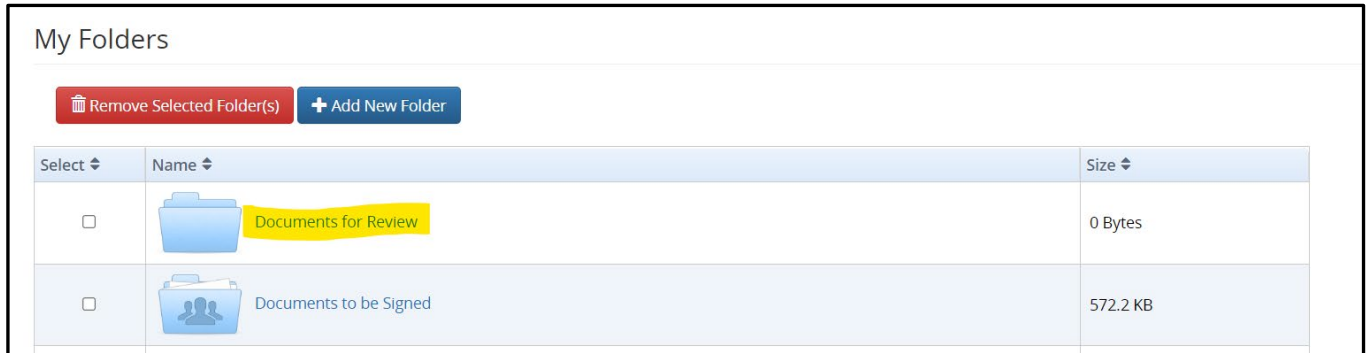 My Folders
Remove Selected Folder(s) Add New Folder
Select Name Size
Documents for Review 0 Bytes
Documents to be Signed 572.2 KB